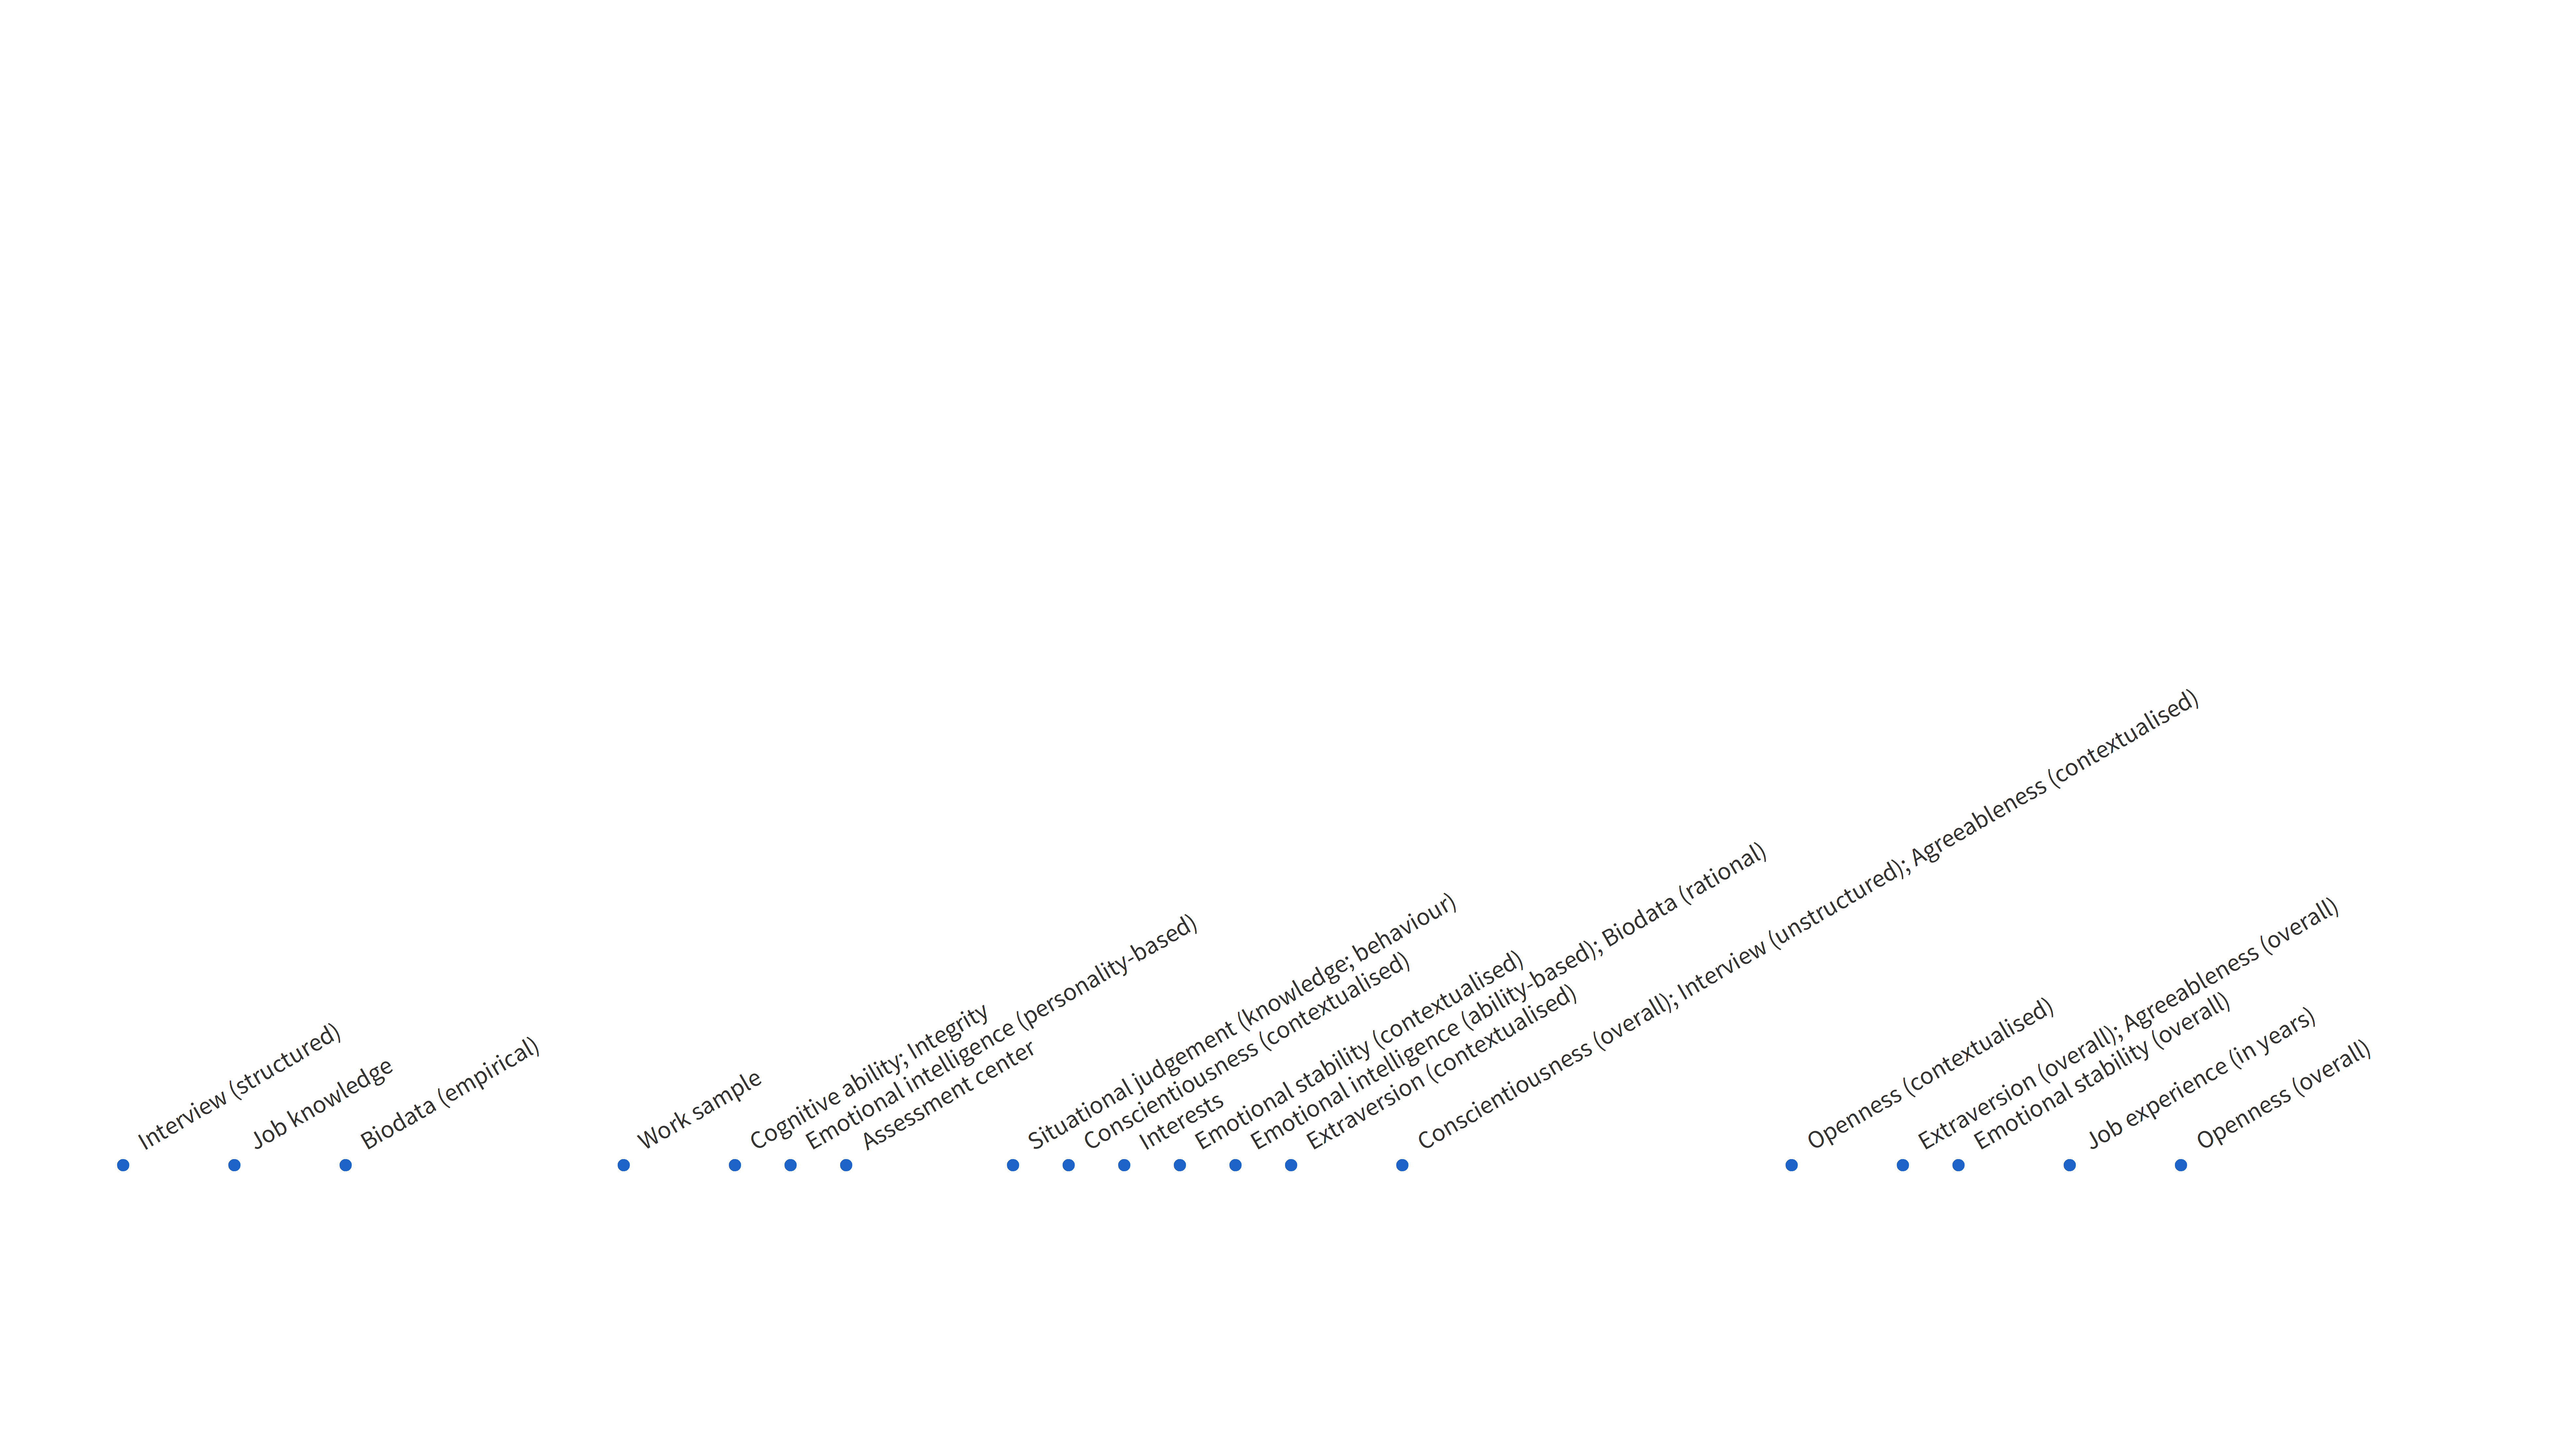 Interview (structured)
Job knowledge
Biodata (empirical)
Work sample
Cognitive ability; Integrity
Emotional intelligence (personality-based)
Assessment center
Situational judgement (knowledge; behaviour)
Conscientiousness (contextualised)
Interests
Emotional stability (contextualised)
Emotional intelligence (ability-based); Biodata (rational)
Extraversion (contextualised)
Conscientiousness (overall); Interview (unstructured); Agreeableness (contextualised)
Openness (contextualised)
Extraversion (overall); Agreeableness (overall)
Emotional stability (overall)
Job experience (in years)
Openness (overall)